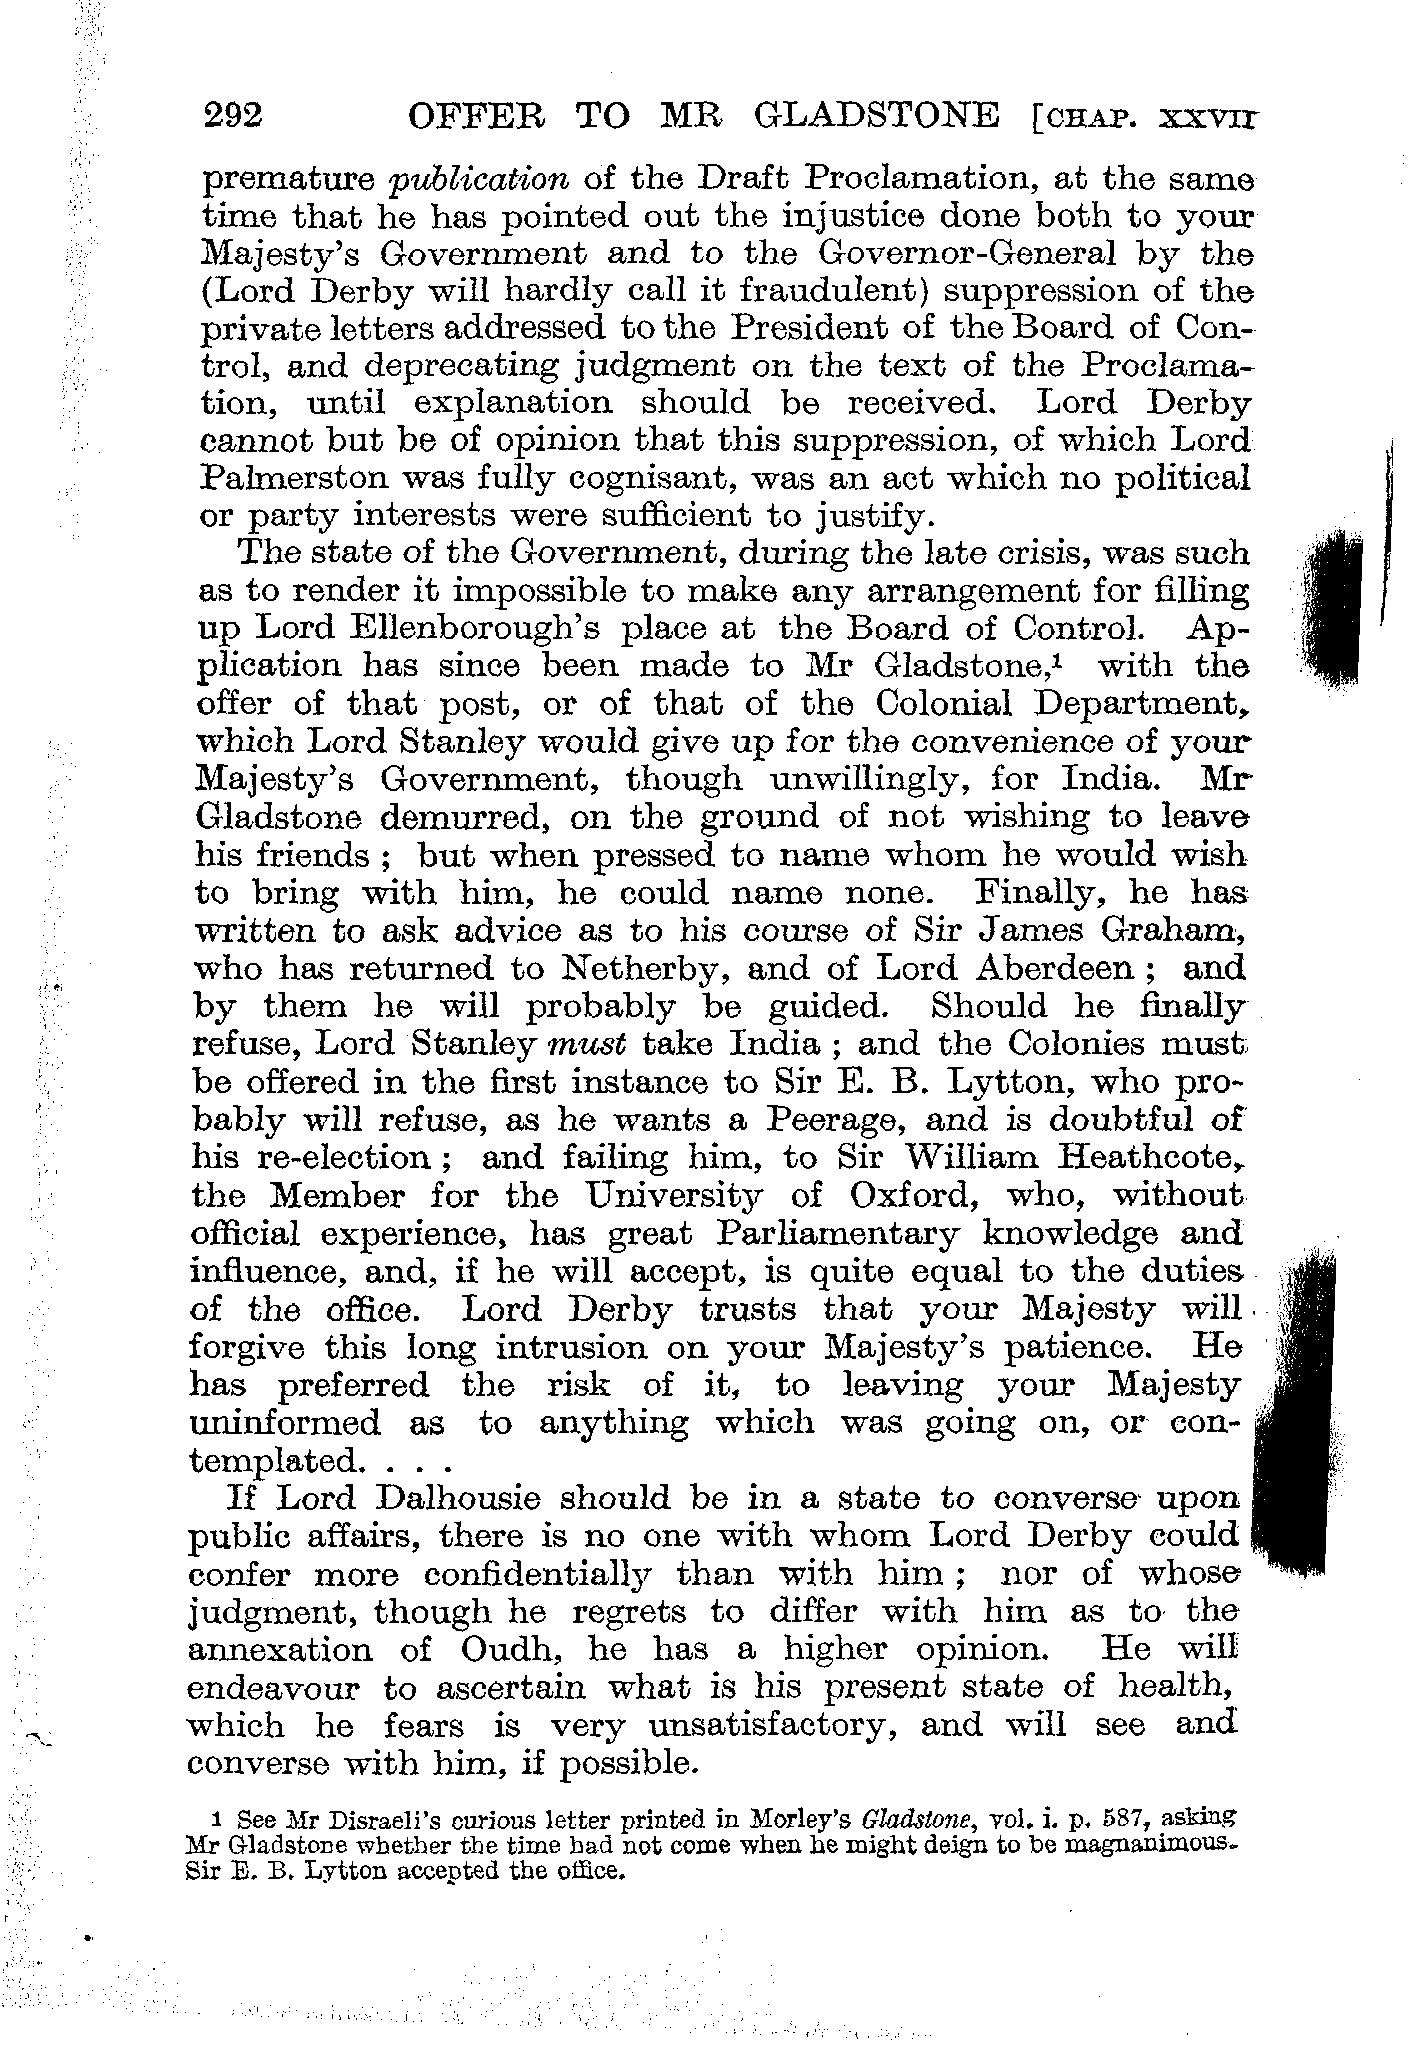 292 OFFER TO MR GLADSTONE [CHAP. XXVII
premature publication of the Draft Proclamation, at the same
time that he has pointed out the injustice done both to your
Majesty's Government and to the Governor-General by the
(Lord Derby will hardly call it fraudulent) suppression of the
private letters addressed to the President of the Board of Con-
trol, and deprecating judgment on the text of the Proclama-
tion, until explanation should be received. Lord Derby
cannot but be of opinion that this suppression, of which Lord
Palmerston was fully cognisant, was an act which no political
or party interests were sufficient to justify.
The state of the Government, during the late crisis, was such
as to render it impossible to make any arrangement for filling
up Lord Ellenborough's place at the Board of Control. Ap-
plication has since been made to Mr Gladstone,¹ with the
offer of that post, or of that of the Colonial Department,
which Lord Stanley would give up for the convenience of your
Majesty's Government, though unwillingly, for India. Mr
Gladstone demurred, on the ground of not wishing to leave
his friends ; but when pressed to name whom he would wish
to bring with him, he could name none. Finally, he has
written to ask advice as to his course of Sir James Graham,
who has returned to Netherby, and of Lord Aberdeen ; and
by them he will probably be guided. Should he finally
refuse, Lord Stanley must take India ; and the Colonies must
be offered in the first instance to Sir E. B. Lytton, who pro-
bably will refuse, as he wants a Peerage, and is doubtful of
his re-election ; and failing him, to Sir William Heathcote,
the Member for the University of Oxford, who, without
official experience, has great Parliamentary knowledge and
influence, and, if he will accept, is quite equal to the duties
of the office. Lord Derby trusts that your Majesty will
forgive this long intrusion on your Majesty's patience. He
has preferred the risk of it, to leaving your Majesty
uninformed as to anything which was going on, or con-
templated. . . .
If Lord Dalhousie should be in a state to converse upon
public affairs, there is no one with whom Lord Derby could
confer more confidentially than with him ; nor of whose
judgment, though he regrets to differ with him as to the
annexation of Oudh, he has a higher opinion. He will
endeavour to ascertain what is his present state of health,
which he fears is very unsatisfactory, and will see and
converse with him, if possible.
1 See Mr Disraeli's curious letter printed in Morley's Gladstone, vol. i. p. 587, asking
Mr Gladstone whether the time had not come when he might deign to be magnanimous.
Sir E. B. Lytton accepted the office.